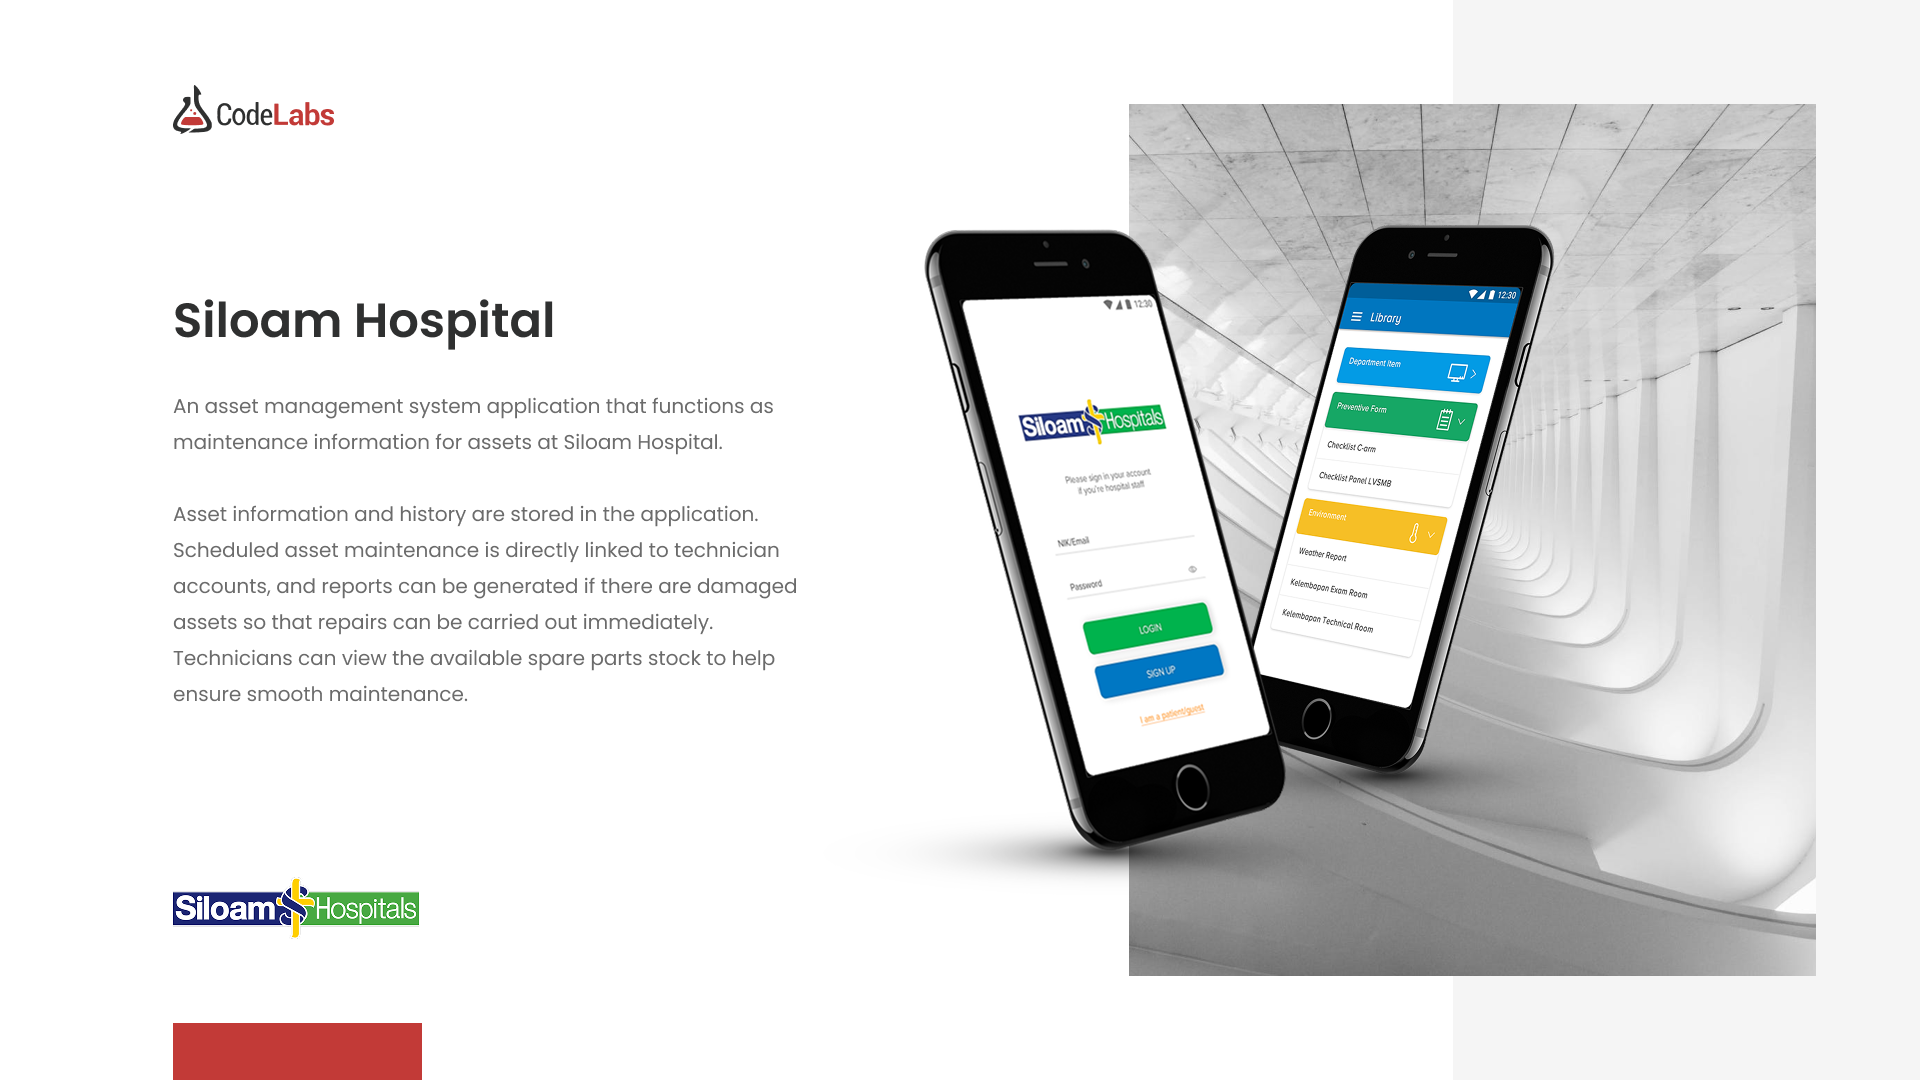 CodeLabs
Siloam Hospital
An asset management system application that functions as
maintenance information for assets at Siloam Hospital.
Asset information and history are stored in the application.
Scheduled asset maintenance is directly linked to technician
accounts, and reports can be generated if there are damaged
assets so that repairs can be carried out immediately.
Technicians can view the available spare parts stock to help
ensure smooth maintenance.
Siloam Hospitals
12:30
Siloam Hospitals
Please sign in your account
if you're hospital staff
NIK/Email
Password
LOGIN
SIGN UP
I am a patient/guest
12:30
Library
Department Item
Preventive Form
Checklist C-arm
Checklist Panel LVSMB
Environment
Weather Report
Kelembapan Exam Room
Kelembapan Technical Room